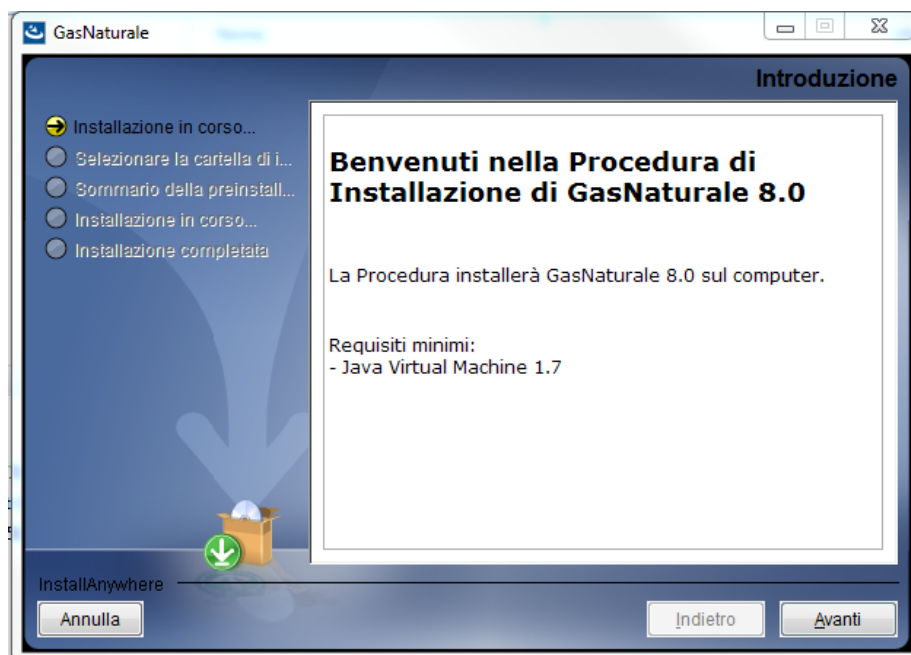 GasNaturale
Introduzione
Installazione in corso...
Selezionare la cartella di i...
Sommario della preinstall...
Installazione in corso...
Installazione completata
Benvenuti nella Procedura di
Installazione di GasNaturale 8.0
La Procedura installerà GasNaturale 8.0 sul computer.
Requisiti minimi:
- Java Virtual Machine 1.7
InstallAnywhere
Annulla
Indietro
Avanti